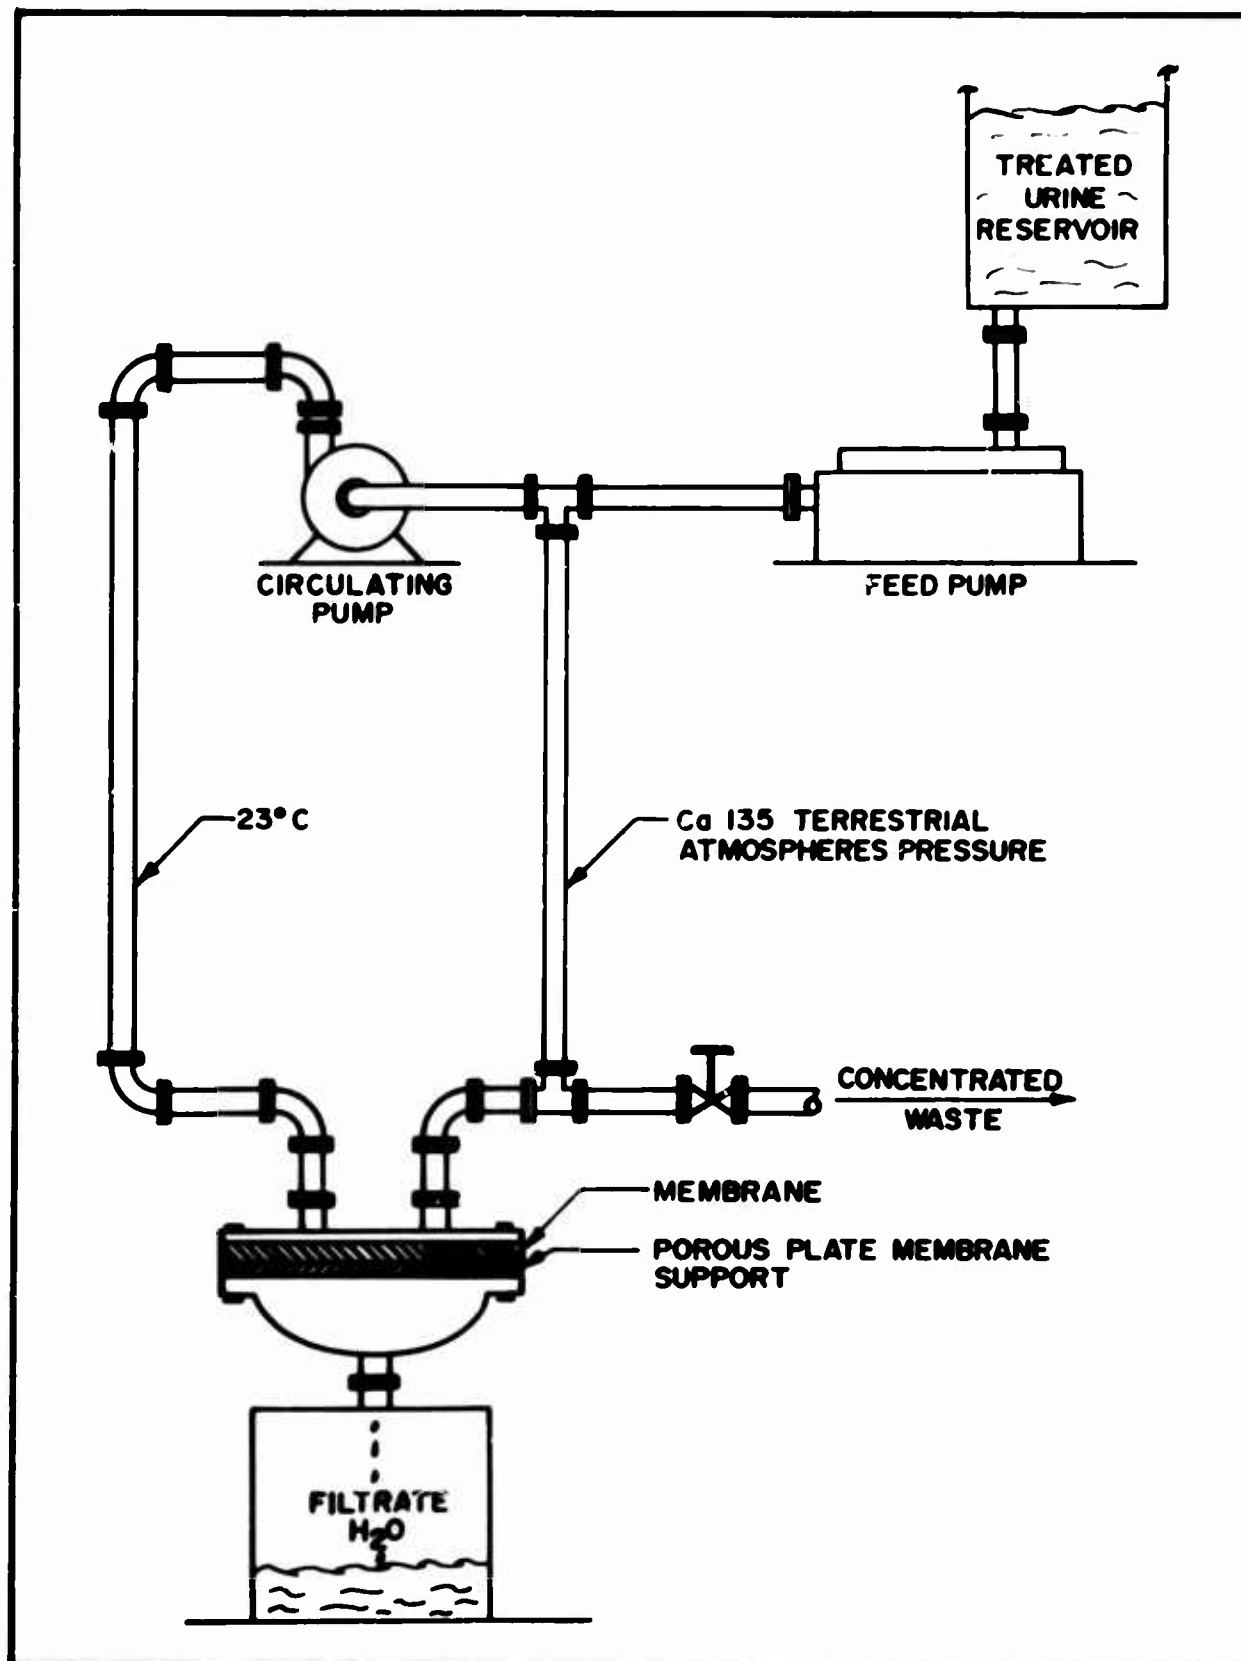 TREATED
URINE
RESERVOIR
CIRCULATING
PUMP
FEED PUMP
23°C
Ca 135 TERRESTRIAL
ATMOSPHERES PRESSURE
CONCENTRATED
WASTE
MEMBRANE
POROUS PLATE MEMBRANE
SUPPORT
FILTRATE
H2O